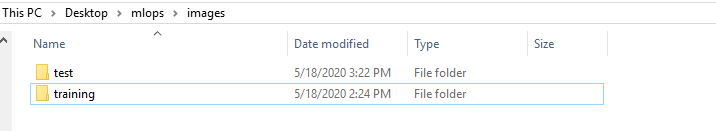 This PC > Desktop > mlops > images
Name Date modified Type Size
test 5/18/2020 3:22 PM File folder
training 5/18/2020 2:24 PM File folder